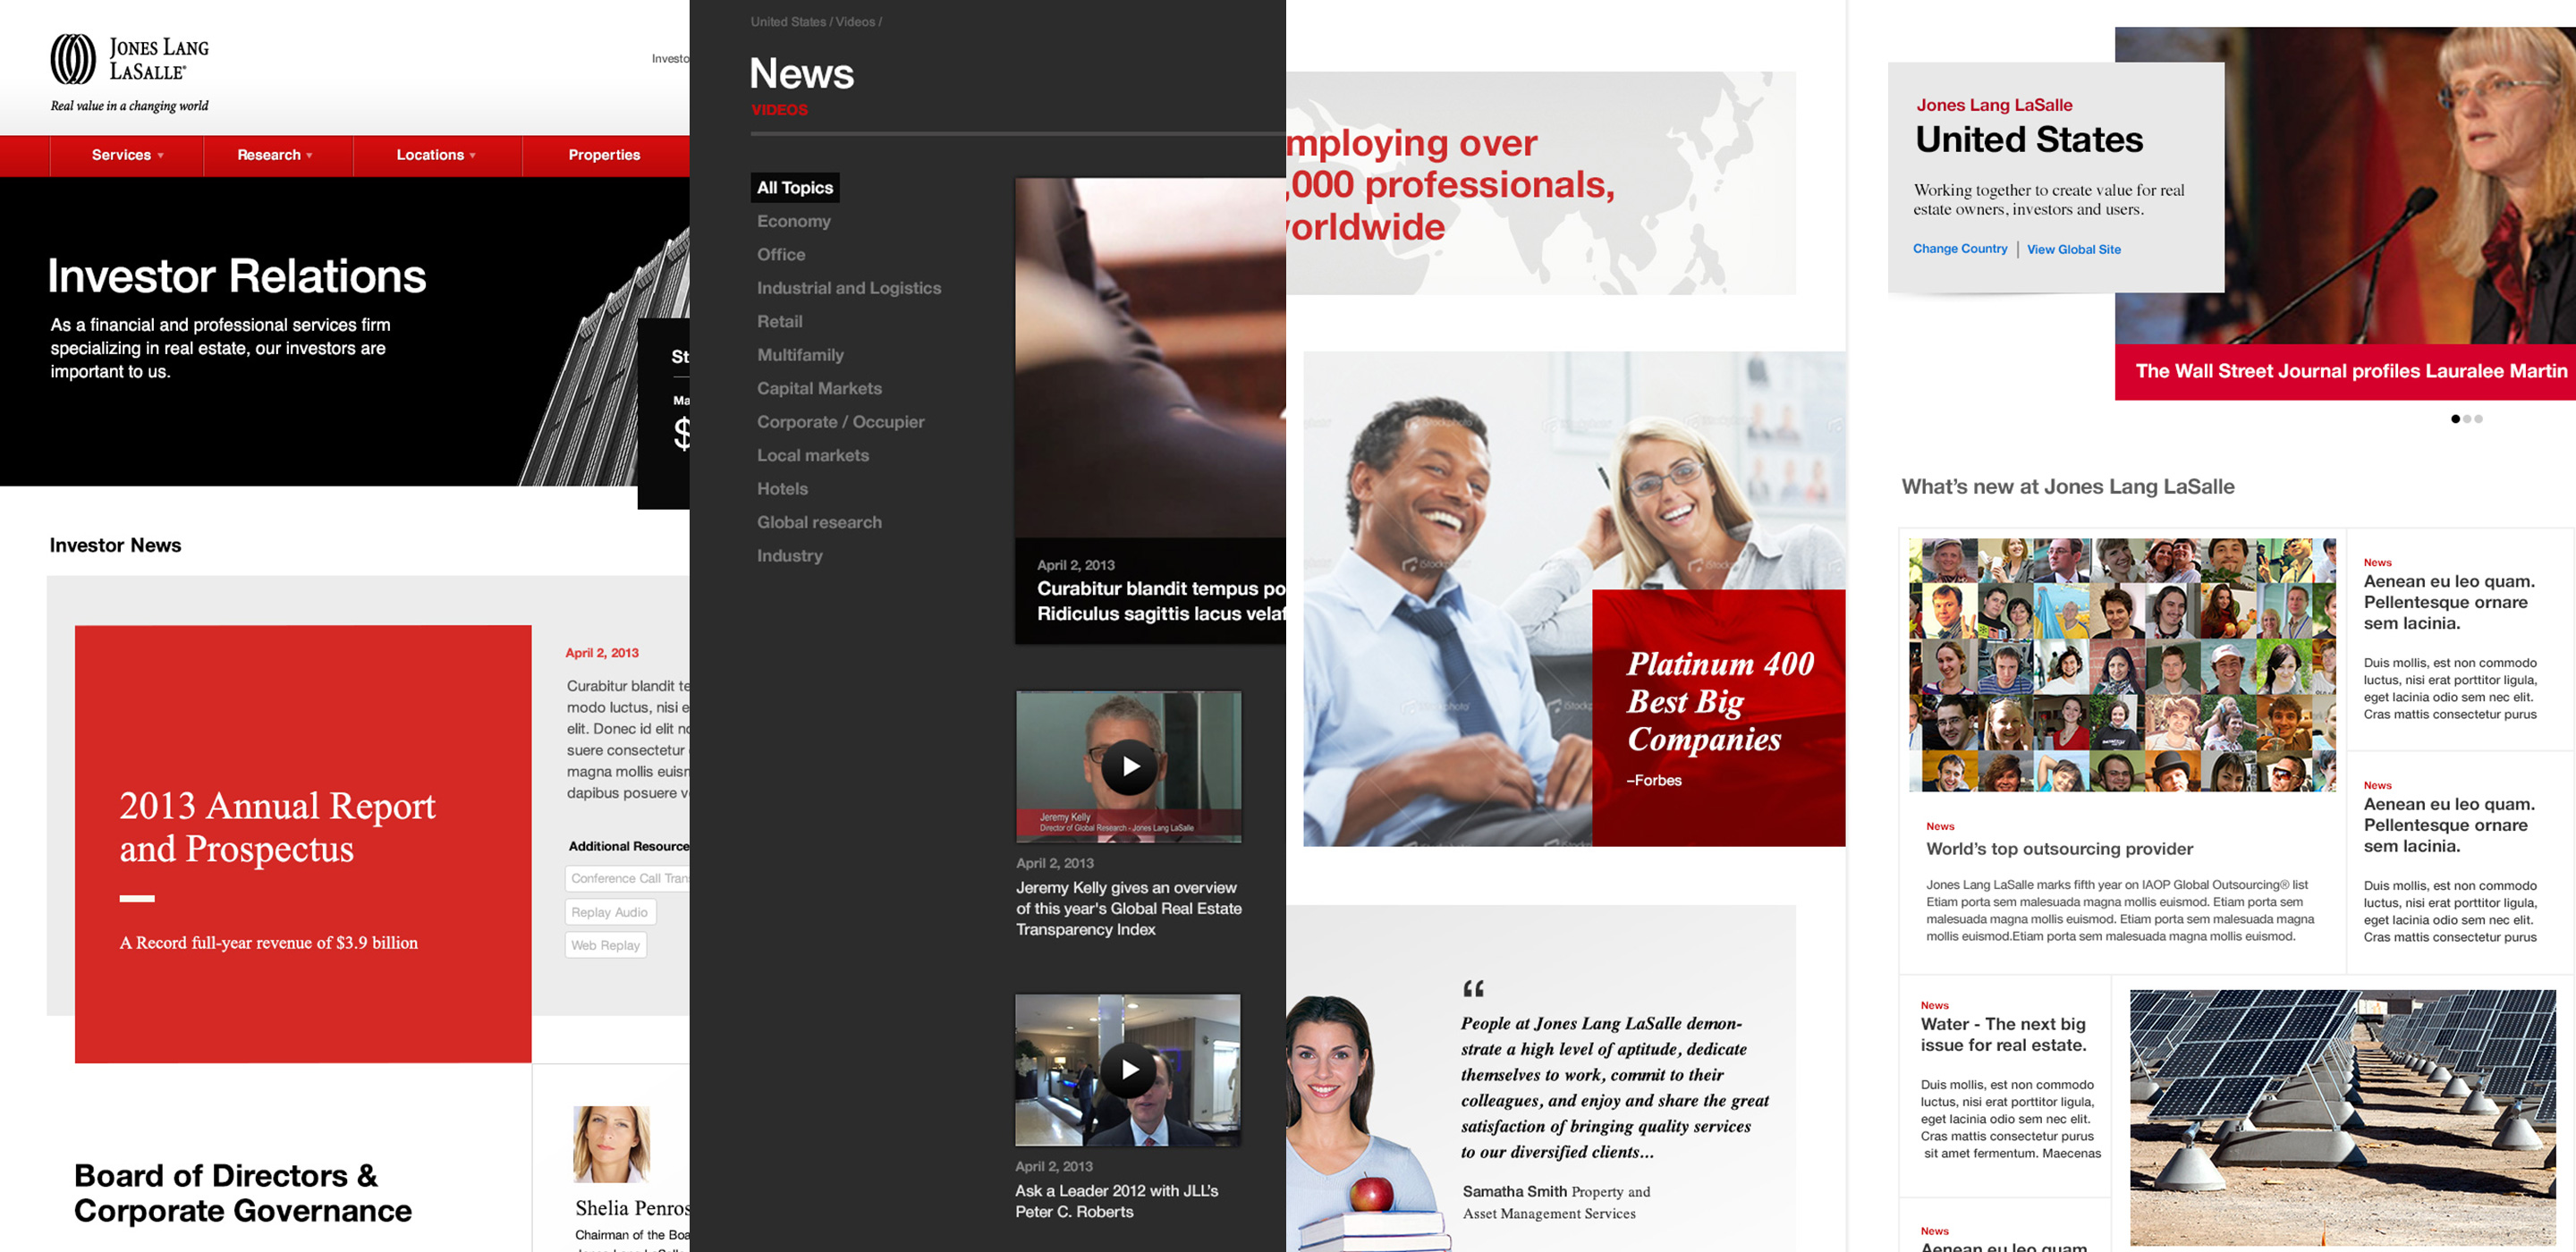 JONES LANG
LASALLE®
Real value in a changing world
Investo
Services
Research
Locations
Properties
Investor Relations
As a financial and professional services firm
specializing in real estate, our investors are
important to us.
St
Ma
$
Investor News
2013 Annual Report
and Prospectus
A Record full-year revenue of $3.9 billion
April 2, 2013
Curabitur blandit te
modo luctus, nisi e
elit. Donec id elit no
suere consectetur
magna mollis euisn
dapibus posuere v
Additional Resource
Conference Call Tran
Replay Audio
Web Replay
Board of Directors &
Corporate Governance
Shelia Penros
Chairman of the Boa
United States / Videos /
News
VIDEOS
All Topics
Economy
Office
Industrial and Logistics
Retail
Multifamily
Capital Markets
Corporate / Occupier
Local markets
Hotels
Global research
Industry
April 2, 2013
Curabitur blandit tempus po
Ridiculus sagittis lacus velaf
Jeremy Kelly
Director of Global Research - Jones Lang LaSalle
April 2, 2013
Jeremy Kelly gives an overview
of this year's Global Real Estate
Transparency Index
April 2, 2013
Ask a Leader 2012 with JLL's
Peter C. Roberts
mploying over
,000 professionals,
orldwide
iStockphoto
Platinum 400
Best Big
Companies
–Forbes
“
People at Jones Lang LaSalle demon-
strate a high level of aptitude, dedicate
themselves to work, commit to their
colleagues, and enjoy and share the great
satisfaction of bringing quality services
to our diversified clients...
Samatha Smith Property and
Asset Management Services
Jones Lang LaSalle
United States
Working together to create value for real
estate owners, investors and users.
Change Country | View Global Site
The Wall Street Journal profiles Lauralee Martin
What's new at Jones Lang LaSalle
News
World's top outsourcing provider
Jones Lang LaSalle marks fifth year on IAOP Global Outsourcing® list
Etiam porta sem malesuada magna mollis euismod. Etiam porta sem
malesuada magna mollis euismod. Etiam porta sem malesuada magna
mollis euismod.Etiam porta sem malesuada magna mollis euismod.
News
Aenean eu leo quam.
Pellentesque ornare
sem lacinia.
Duis mollis, est non commodo
luctus, nisi erat porttitor ligula,
eget lacinia odio sem nec elit.
Cras mattis consectetur purus
News
Aenean eu leo quam.
Pellentesque ornare
sem lacinia.
Duis mollis, est non commodo
luctus, nisi erat porttitor ligula,
eget lacinia odio sem nec elit.
Cras mattis consectetur purus
News
Water - The next big
issue for real estate.
Duis mollis, est non commodo
luctus, nisi erat porttitor ligula,
eget lacinia odio sem nec elit.
Cras mattis consectetur purus
sit amet fermentum. Maecenas
News
Aenean eu leo quam